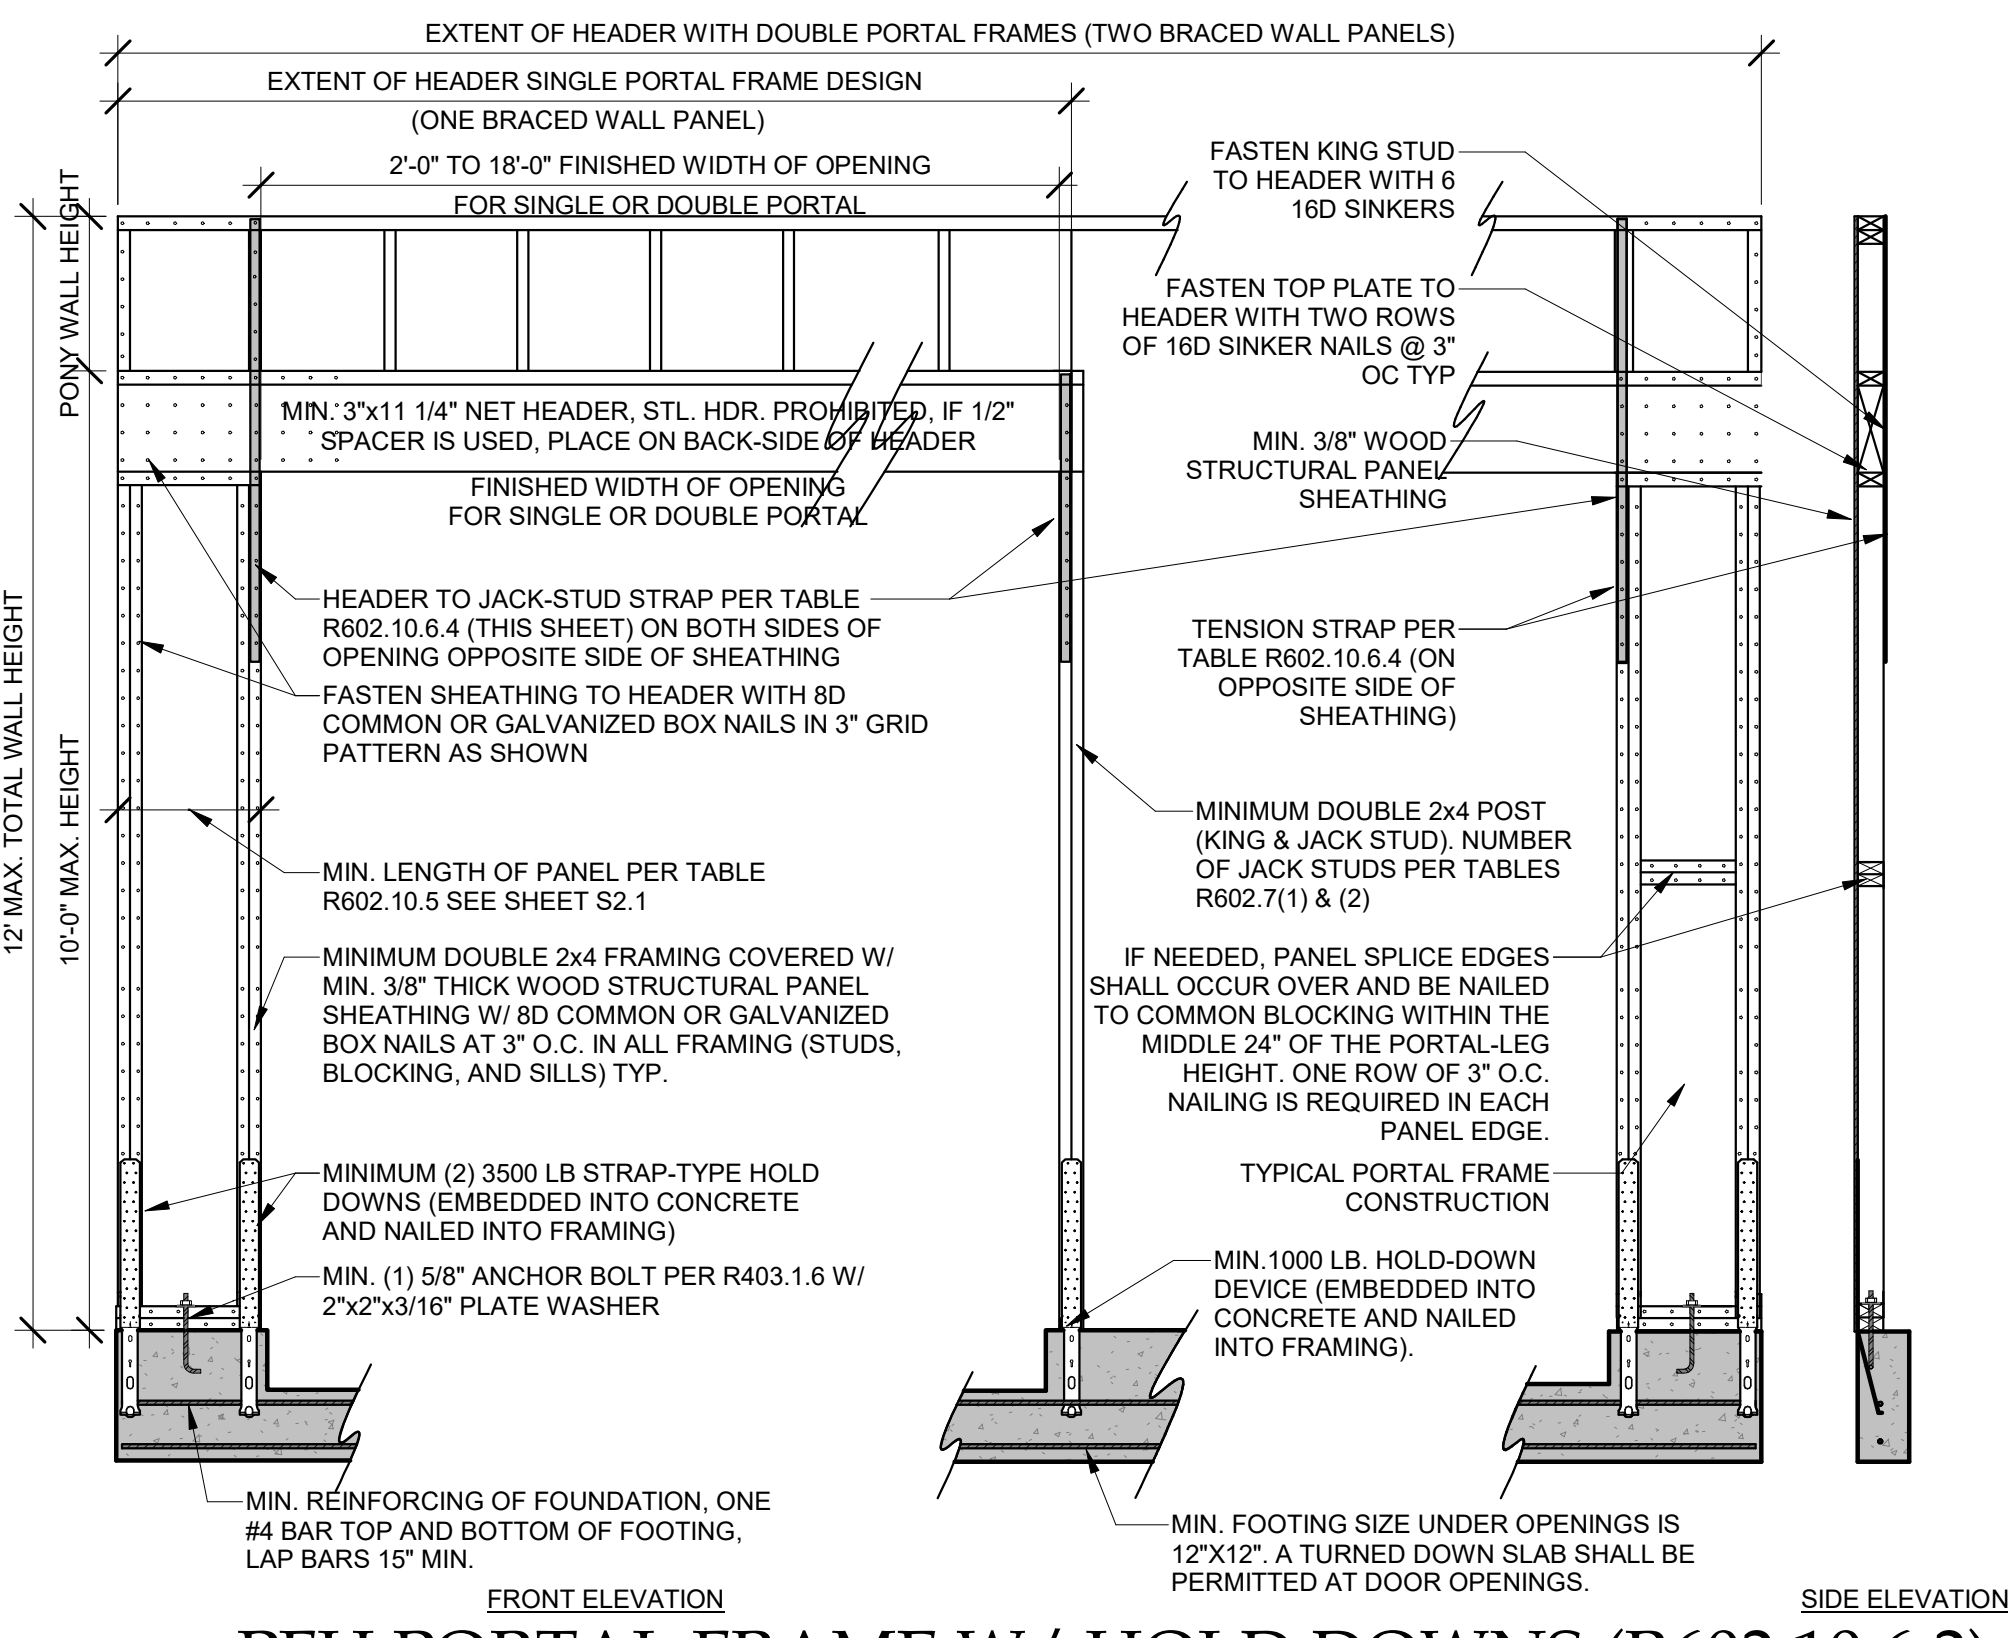 EXTENT OF HEADER WITH DOUBLE PORTAL FRAMES (TWO BRACED WALL PANELS)
EXTENT OF HEADER SINGLE PORTAL FRAME DESIGN
(ONE BRACED WALL PANEL)
2'-0" TO 18'-0" FINISHED WIDTH OF OPENING
FOR SINGLE OR DOUBLE PORTAL
FASTEN KING STUD
TO HEADER WITH 6
16D SINKERS
PONY WALL HEIGHT
FASTEN TOP PLATE TO
HEADER WITH TWO ROWS
OF 16D SINKER NAILS @ 3"
OC TYP
MIN. 3"x11 1/4" NET HEADER, STL. HDR. PROHIBITED, IF 1/2"
SPACER IS USED, PLACE ON BACK-SIDE OF HEADER
MIN. 3/8" WOOD
STRUCTURAL PANEL
SHEATHING
FINISHED WIDTH OF OPENING
FOR SINGLE OR DOUBLE PORTAL
12' MAX. TOTAL WALL HEIGHT
10'-0" MAX. HEIGHT
HEADER TO JACK-STUD STRAP PER TABLE
R602.10.6.4 (THIS SHEET) ON BOTH SIDES OF
OPENING OPPOSITE SIDE OF SHEATHING
TENSION STRAP PER
TABLE R602.10.6.4 (ON
OPPOSITE SIDE OF
SHEATHING)
FASTEN SHEATHING TO HEADER WITH 8D
COMMON OR GALVANIZED BOX NAILS IN 3" GRID
PATTERN AS SHOWN
MINIMUM DOUBLE 2x4 POST
(KING & JACK STUD). NUMBER
OF JACK STUDS PER TABLES
R602.7(1) & (2)
MIN. LENGTH OF PANEL PER TABLE
R602.10.5 SEE SHEET S2.1
MINIMUM DOUBLE 2x4 FRAMING COVERED W/
MIN. 3/8" THICK WOOD STRUCTURAL PANEL
SHEATHING W/ 8D COMMON OR GALVANIZED
BOX NAILS AT 3" O.C. IN ALL FRAMING (STUDS,
BLOCKING, AND SILLS) TYP.
IF NEEDED, PANEL SPLICE EDGES
SHALL OCCUR OVER AND BE NAILED
TO COMMON BLOCKING WITHIN THE
MIDDLE 24" OF THE PORTAL-LEG
HEIGHT. ONE ROW OF 3" O.C.
NAILING IS REQUIRED IN EACH
PANEL EDGE.
MINIMUM (2) 3500 LB STRAP-TYPE HOLD
DOWNS (EMBEDDED INTO CONCRETE
AND NAILED INTO FRAMING)
TYPICAL PORTAL FRAME
CONSTRUCTION
MIN. (1) 5/8" ANCHOR BOLT PER R403.1.6 W/
2"x2"x3/16" PLATE WASHER
MIN.1000 LB. HOLD-DOWN
DEVICE (EMBEDDED INTO
CONCRETE AND NAILED
INTO FRAMING).
MIN. REINFORCING OF FOUNDATION, ONE
#4 BAR TOP AND BOTTOM OF FOOTING,
LAP BARS 15" MIN.
MIN. FOOTING SIZE UNDER OPENINGS IS
12"X12". A TURNED DOWN SLAB SHALL BE
PERMITTED AT DOOR OPENINGS.
FRONT ELEVATION
SIDE ELEVATION
PORTAL FRAME W/ HOLD DOWNS (R602.10.6.2)